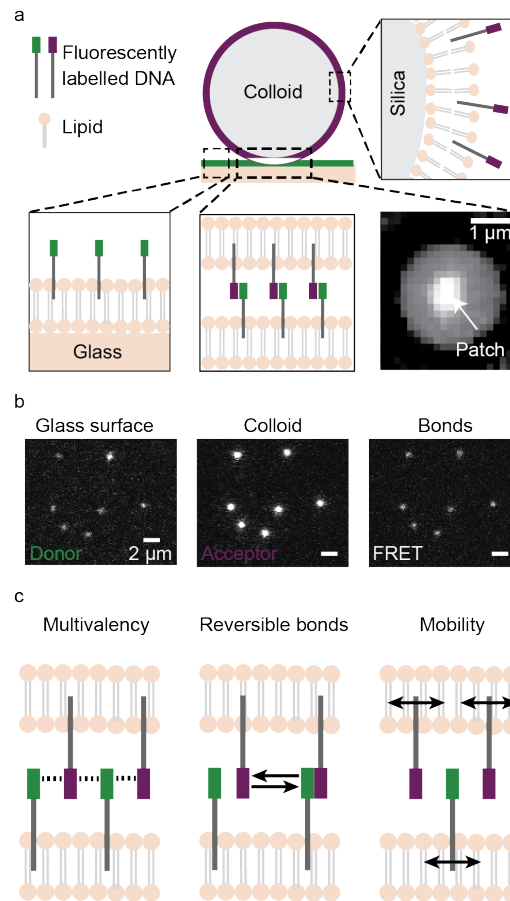 a
Fluorescently
labelled DNA
Lipid
Colloid
Silica
Glass
1 μm
Patch
b
Glass surface
Colloid
Bonds
Donor
2 μm
Acceptor
FRET
c
Multivalency
Reversible bonds
Mobility